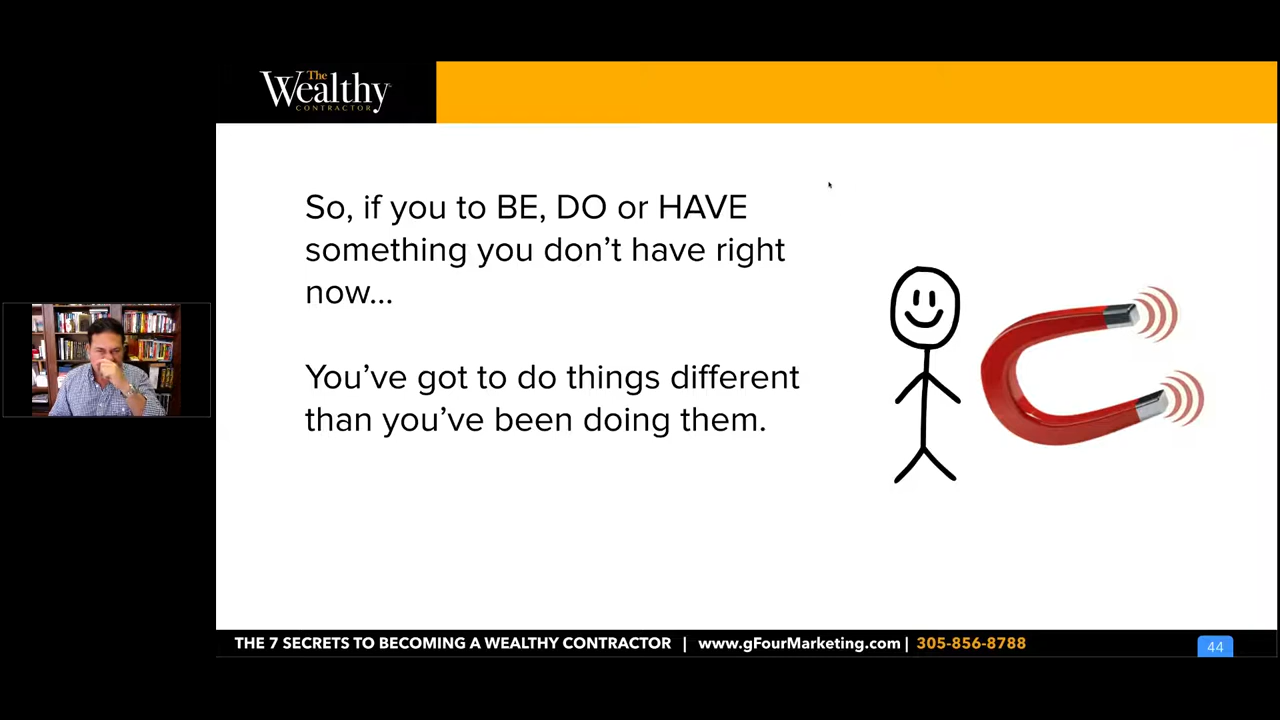 The
Wealthy
CONTRACTOR
So, if you to BE, DO or HAVE
something you don’t have right
now...
You’ve got to do things different
than you’ve been doing them.
THE 7 SECRETS TO BECOMING A WEALTHY CONTRACTOR | www.gFourMarketing.com | 305-856-8788
44